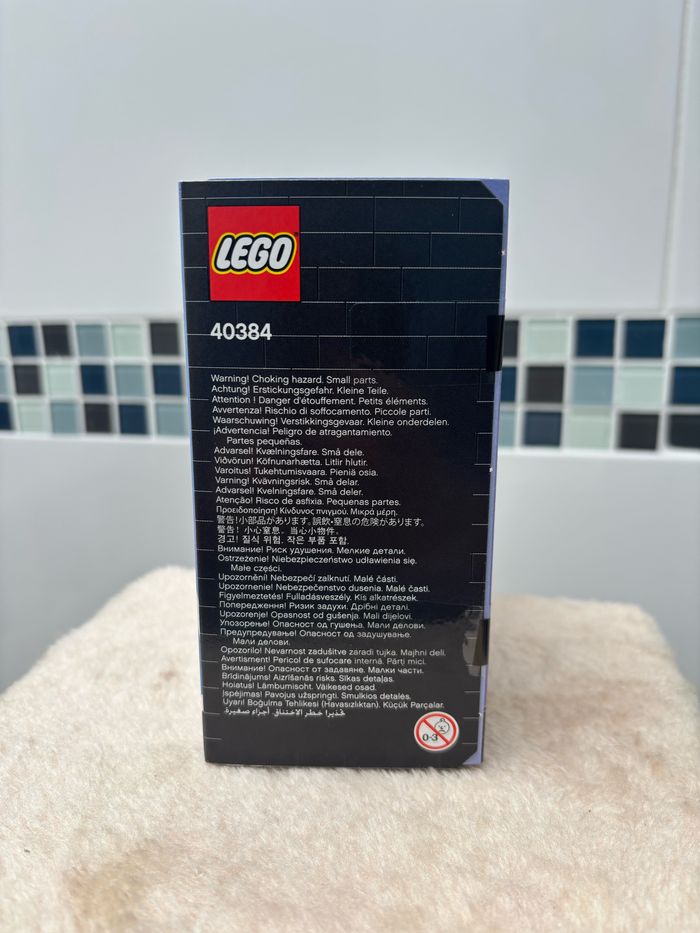 LEGO
40384
Warning! Choking hazard. Small parts.
Achtung! Erstickungsgefahr. Kleine Teile.
Attention ! Danger d'étouffement. Petits éléments.
Avvertenza! Rischio di soffocamento. Piccole parti.
Waarschuwing! Verstikkingsgevaar. Kleine onderdelen.
¡Advertencia! Peligro de atragantamiento.
Partes pequeñas.
Advarsel! Kvælningsfare. Små dele.
Viðvörun! Köfnunarhætta. Litlir hlutir.
Varoitus! Tukehtumisvaara. Pieniä osia.
Varning! Kvävningsrisk. Små delar.
Advarsel! Kvelningsfare. Små deler.
Atenção! Risco de asfixia. Pequenas partes.
Προειδοποίηση! Κίνδυνος πνιγμού. Μικρά μέρη.
警告!小部品があります。誤飲・窒息の危険があります。
警告! 小心窒息。当心小物件。
경고! 질식 위험. 작은 부품 포함.
Внимание! Риск удушения. Мелкие детали.
Ostrzeżenie! Niebezpieczeństwo udławienia się.
Małe części.
Upozornění! Nebezpečí zalknutí. Malé části.
Upozornenie! Nebezpečenstvo dusenia. Malé časti.
Figyelmeztetés! Fulladásveszély. Kis alkatrészek.
Попередження! Ризик задухи. Дрібні деталі.
Upozorenje! Opasnost od gušenja. Mali dijelovi.
Упозорење! Опасност од гушења. Мали делови.
Предупредување! Опасност од задушување.
Мали делови.
Opozorilo! Nevarnost zadušitve zaradi tujka. Majhni deli.
Avertisment! Pericol de sufocare internă. Părți mici.
Внимание! Опасност от задавяне. Малки части.
Brīdinājums! Aizrīšanās risks. Sīkas detaļas.
Hoiatus! Lämbumisoht. Väikesed osad.
Įspėjimas! Pavojus užspringti. Smulkios detalės.
Uyarı! Boğulma Tehlikesi (Havasızlıktan). Küçük Parçalar.
تحذير! خطر الاختناق. أجزاء صغيرة.
0-3